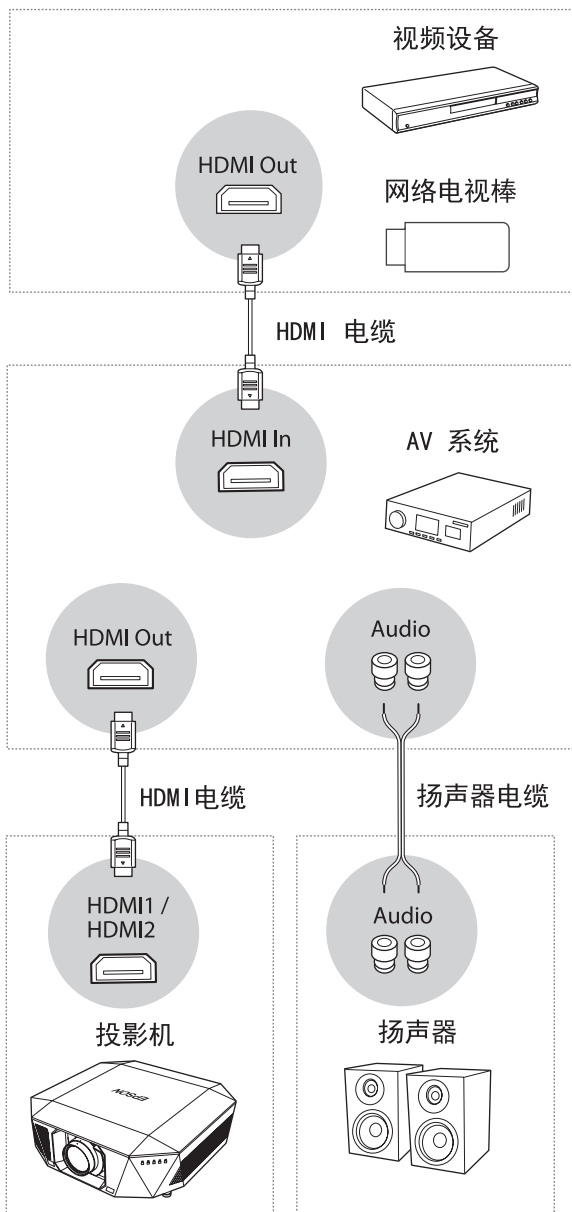 视频设备
HDMI Out
网络电视棒
HDMI 电缆
HDMI In
AV 系统
HDMI Out
Audio
HDMI电缆
扬声器电缆
HDMI1 /
HDMI2
Audio
投影机
扬声器
EPSON